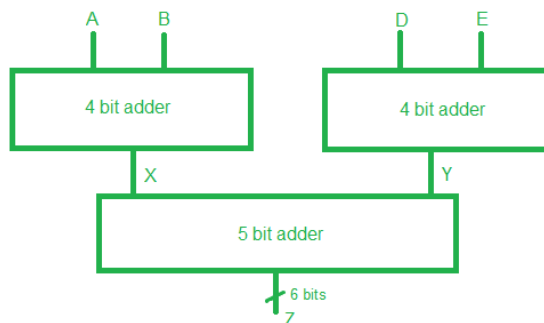 A B D E
4 bit adder 4 bit adder
X Y
5 bit adder
6 bits
Z